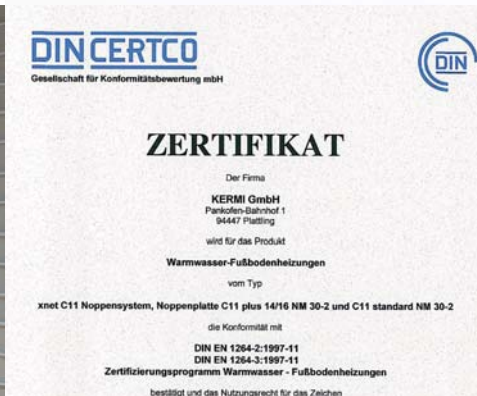 DIN CERTCO
DIN
Gesellschaft für Konformitätsbewertung mbH
ZERTIFIKAT
Der Firma
KERMI GmbH
Pankofen-Bahnhof 1
94447 Plattling
wird für das Produkt
Warmwasser-Fußbodenheizungen
vom Typ
xnet C11 Noppensystem, Noppenplatte C11 plus 14/16 NM 30-2 und C11 standard NM 30-2
die Konformität mit
DIN EN 1264-2:1997-11
DIN EN 1264-3:1997-11
Zertifizierungsprogramm Warmwasser - Fußbodenheizungen
bestätigt und das Nutzungsrecht für das Zeichen